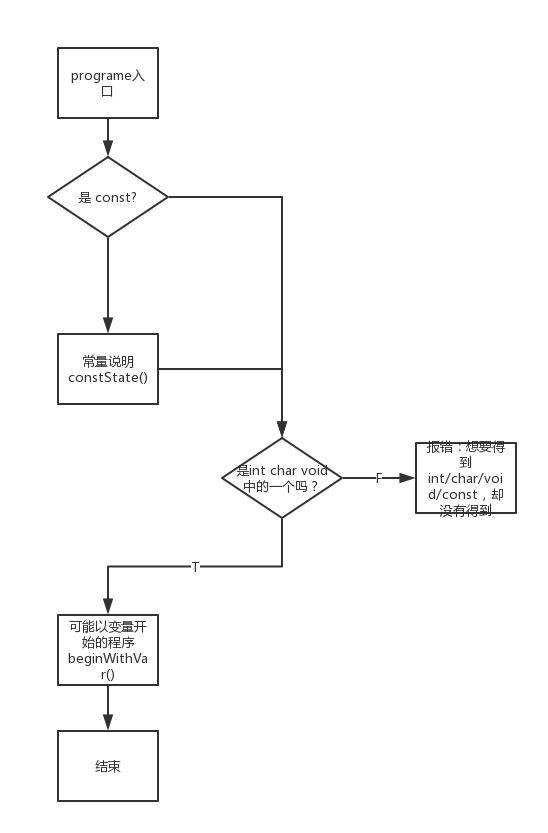 programe入
口
是 const?
常量说明
constState()
是int char void
中的一个吗？
F
报错：想要得
到
int/char/voi
d/const，却
没有得到
T
可能以变量开
始的程序
beginWithVa
r()
结束